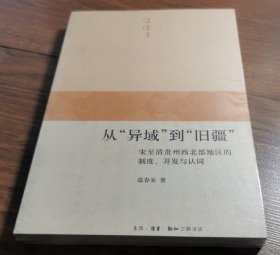 从“异域”到“旧疆”
宋至清贵州西北部地区的
制度、开发与认同
温春来 著
生活·讀書·新知 三联书店